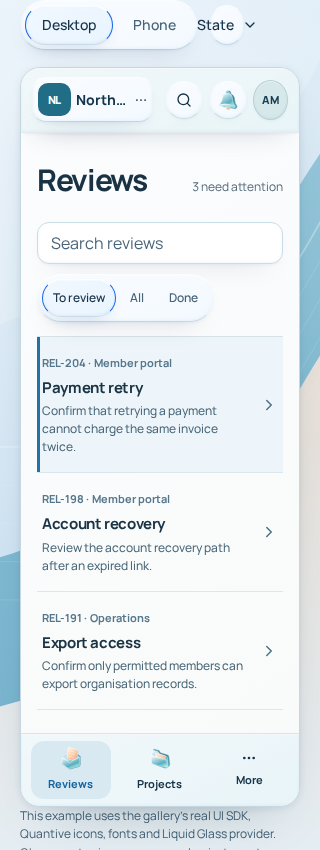 Desktop Phone State
NL North... ... AM
Reviews 3 need attention
Search reviews
To review All Done
REL-204 · Member portal
Payment retry
Confirm that retrying a payment
cannot charge the same invoice
twice.
REL-198 · Member portal
Account recovery
Review the account recovery path
after an expired link.
REL-191 · Operations
Export access
Confirm only permitted members can
export organisation records.
Reviews Projects More
This example uses the gallery's real UI SDK,
Quantive icons, fonts and Liquid Glass provider.